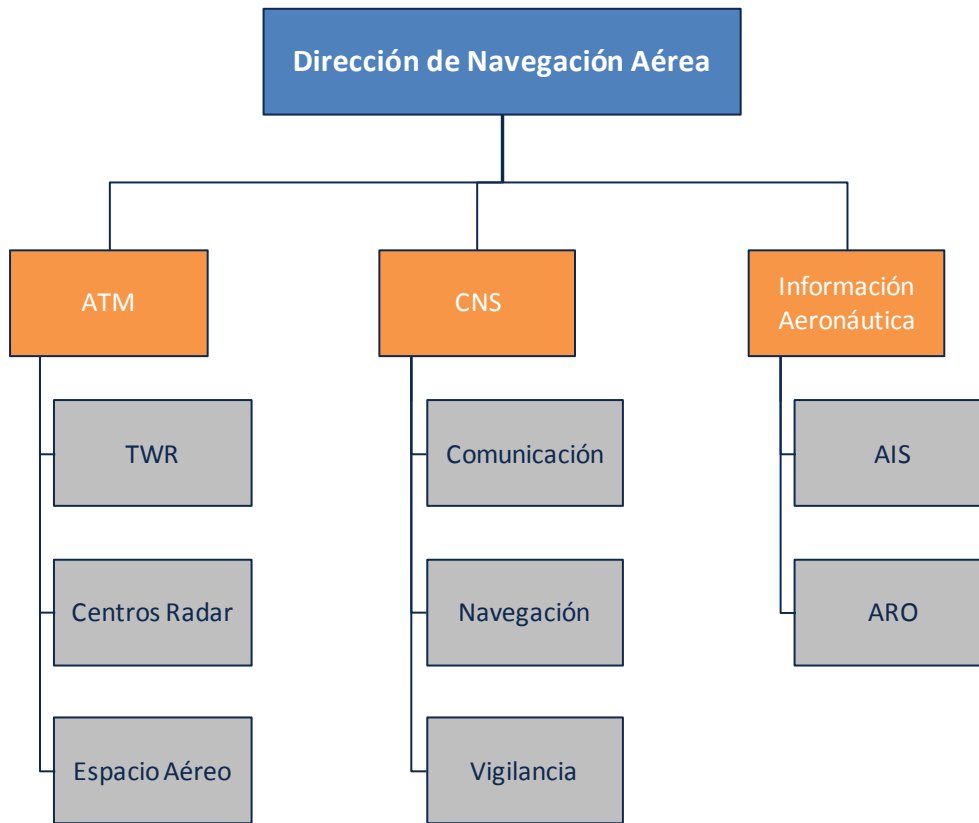 Dirección de Navegación Aérea
ATM
CNS
Información
Aeronáutica
TWR
Comunicación
AIS
Centros Radar
Navegación
ARO
Espacio Aéreo
Vigilancia